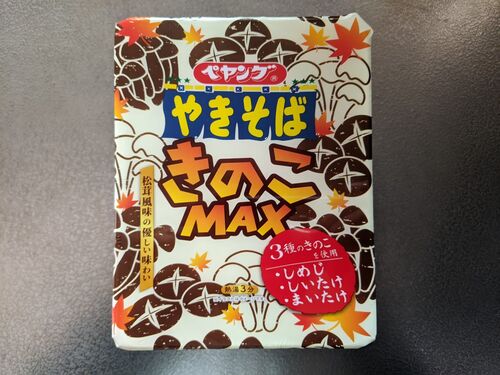 ペヤング®
やきそば
きのこ
MAX
松茸風味の優しい味わい
3種のきのこ
を使用
・しめじ
・しいたけ
・まいたけ
熱湯3分